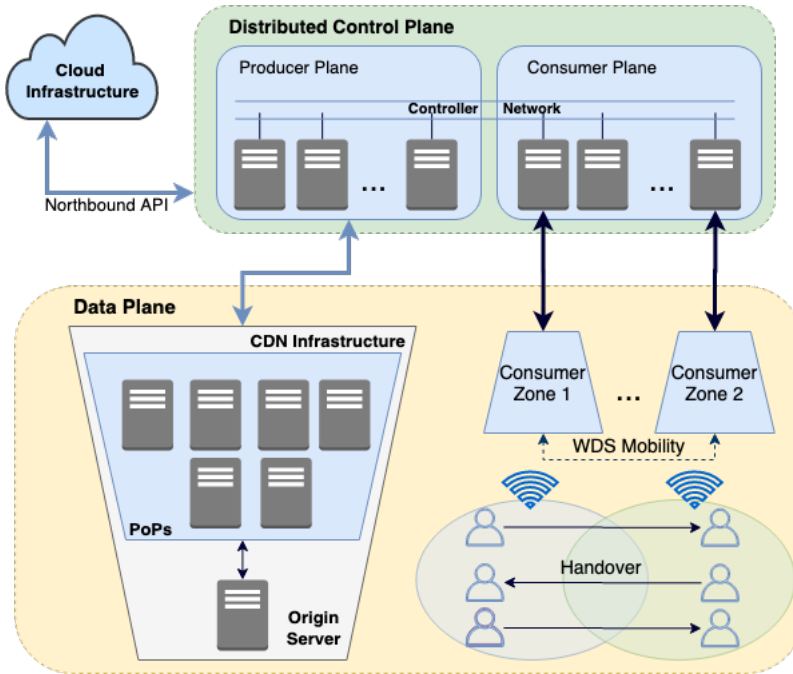 Distributed Control Plane
Cloud
Infrastructure
Producer Plane
Consumer Plane
Controller Network
...
...
Northbound API
Data Plane
CDN Infrastructure
PoPs
Origin
Server
Consumer
Zone 1
...
Consumer
Zone 2
WDS Mobility
Handover